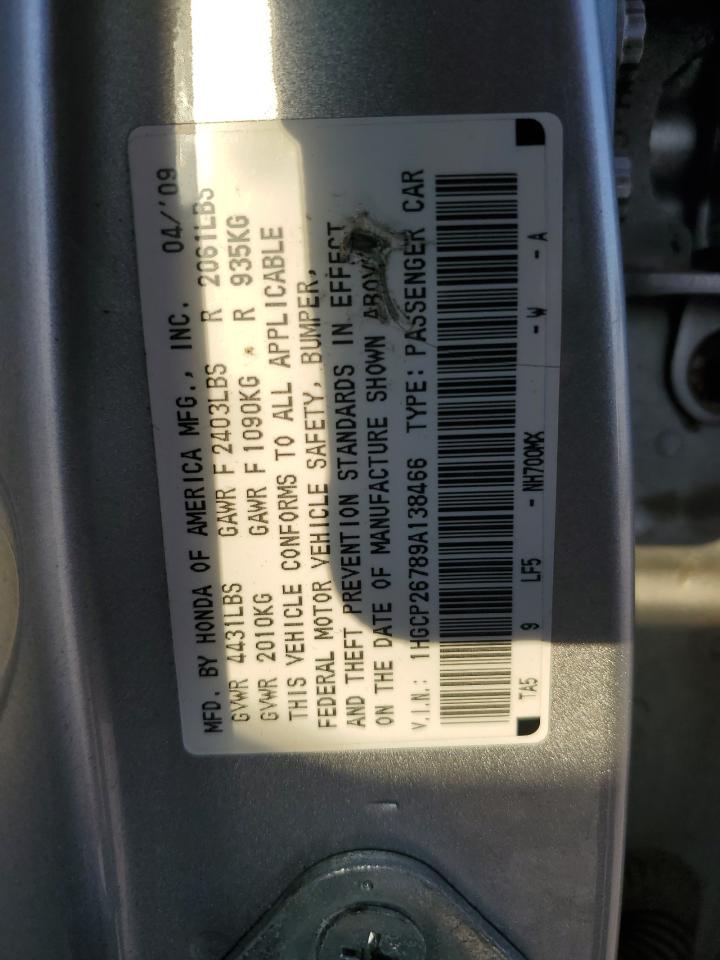 MFD. BY HONDA OF AMERICA MFG., INC. 04/'09
GVWR 4431LBS GAWR F 2403LBS R 2061LBS
GVWR 2010KG GAWR F 1090KG R 935KG
THIS VEHICLE CONFORMS TO ALL APPLICABLE
FEDERAL MOTOR VEHICLE SAFETY, BUMPER,
AND THEFT PREVENTION STANDARDS IN EFFECT
ON THE DATE OF MANUFACTURE SHOWN ABOVE
V.I.N.: 1HGCP26789A138466 TYPE: PASSENGER CAR
TA5 9 LF5 - NH700MX -W -A